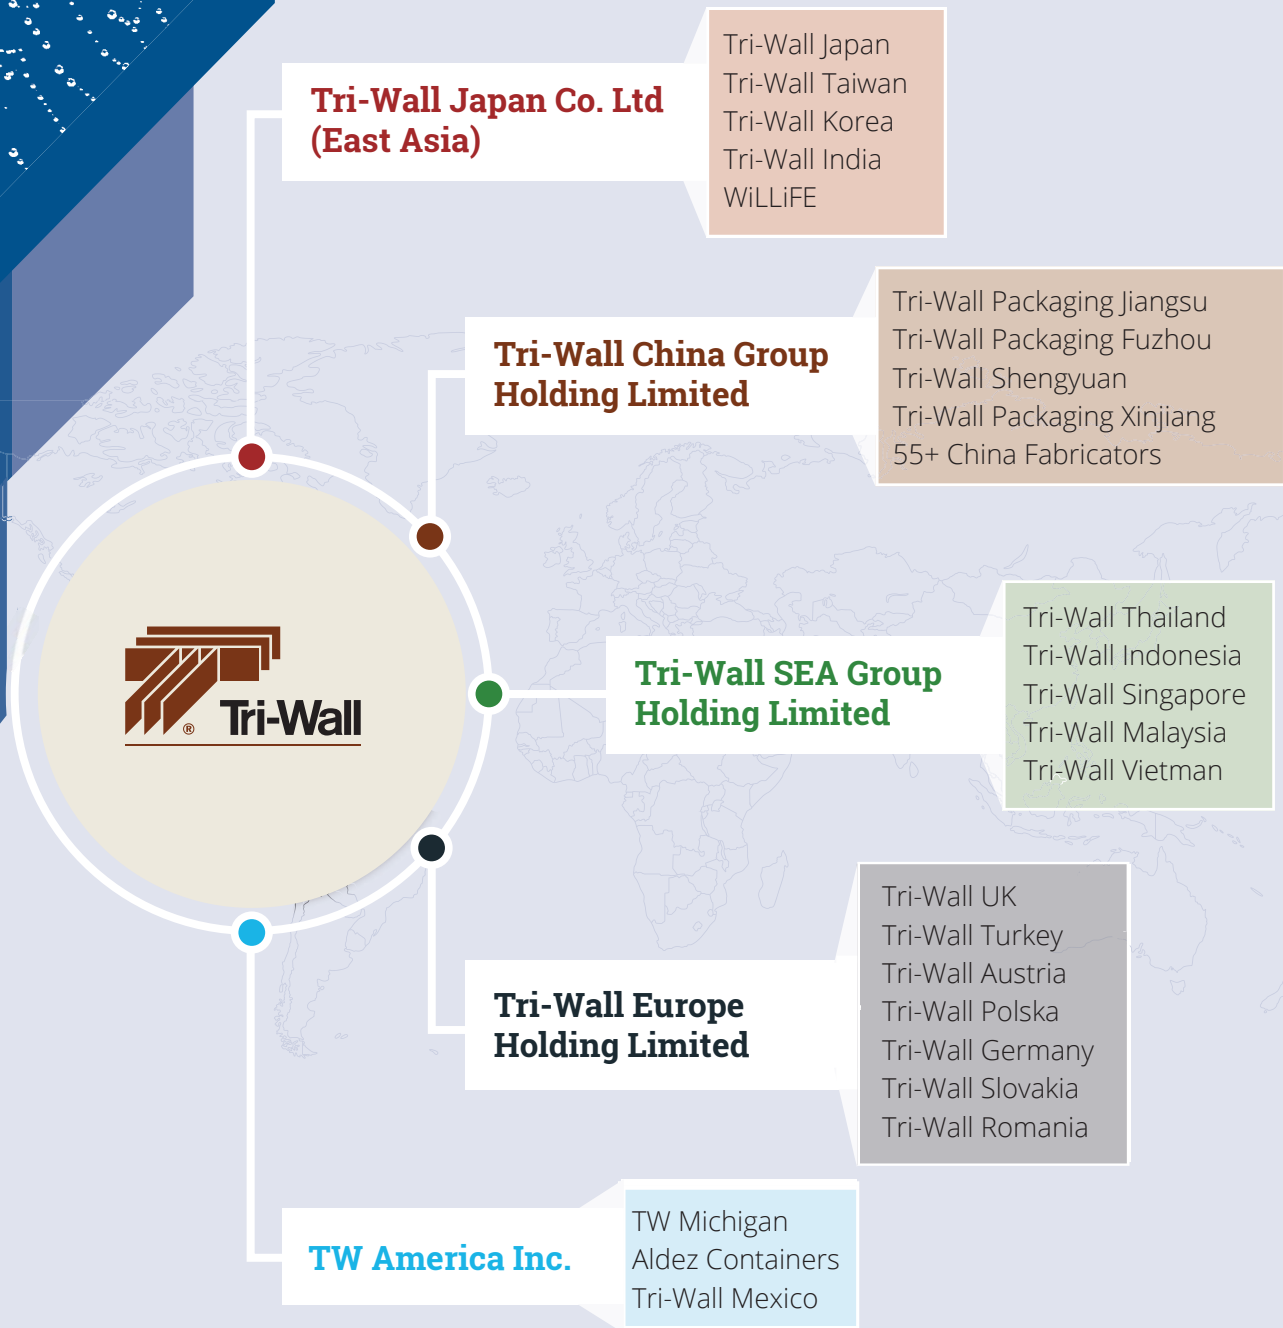 Tri-Wall Japan Co. Ltd
(East Asia)
Tri-Wall Japan
Tri-Wall Taiwan
Tri-Wall Korea
Tri-Wall India
WiLLiFE
Tri-Wall China Group
Holding Limited
Tri-Wall Packaging Jiangsu
Tri-Wall Packaging Fuzhou
Tri-Wall Shengyuan
Tri-Wall Packaging Xinjiang
55+ China Fabricators
® Tri-Wall
Tri-Wall SEA Group
Holding Limited
Tri-Wall Thailand
Tri-Wall Indonesia
Tri-Wall Singapore
Tri-Wall Malaysia
Tri-Wall Vietman
Tri-Wall Europe
Holding Limited
Tri-Wall UK
Tri-Wall Turkey
Tri-Wall Austria
Tri-Wall Polska
Tri-Wall Germany
Tri-Wall Slovakia
Tri-Wall Romania
TW America Inc.
TW Michigan
Aldez Containers
Tri-Wall Mexico